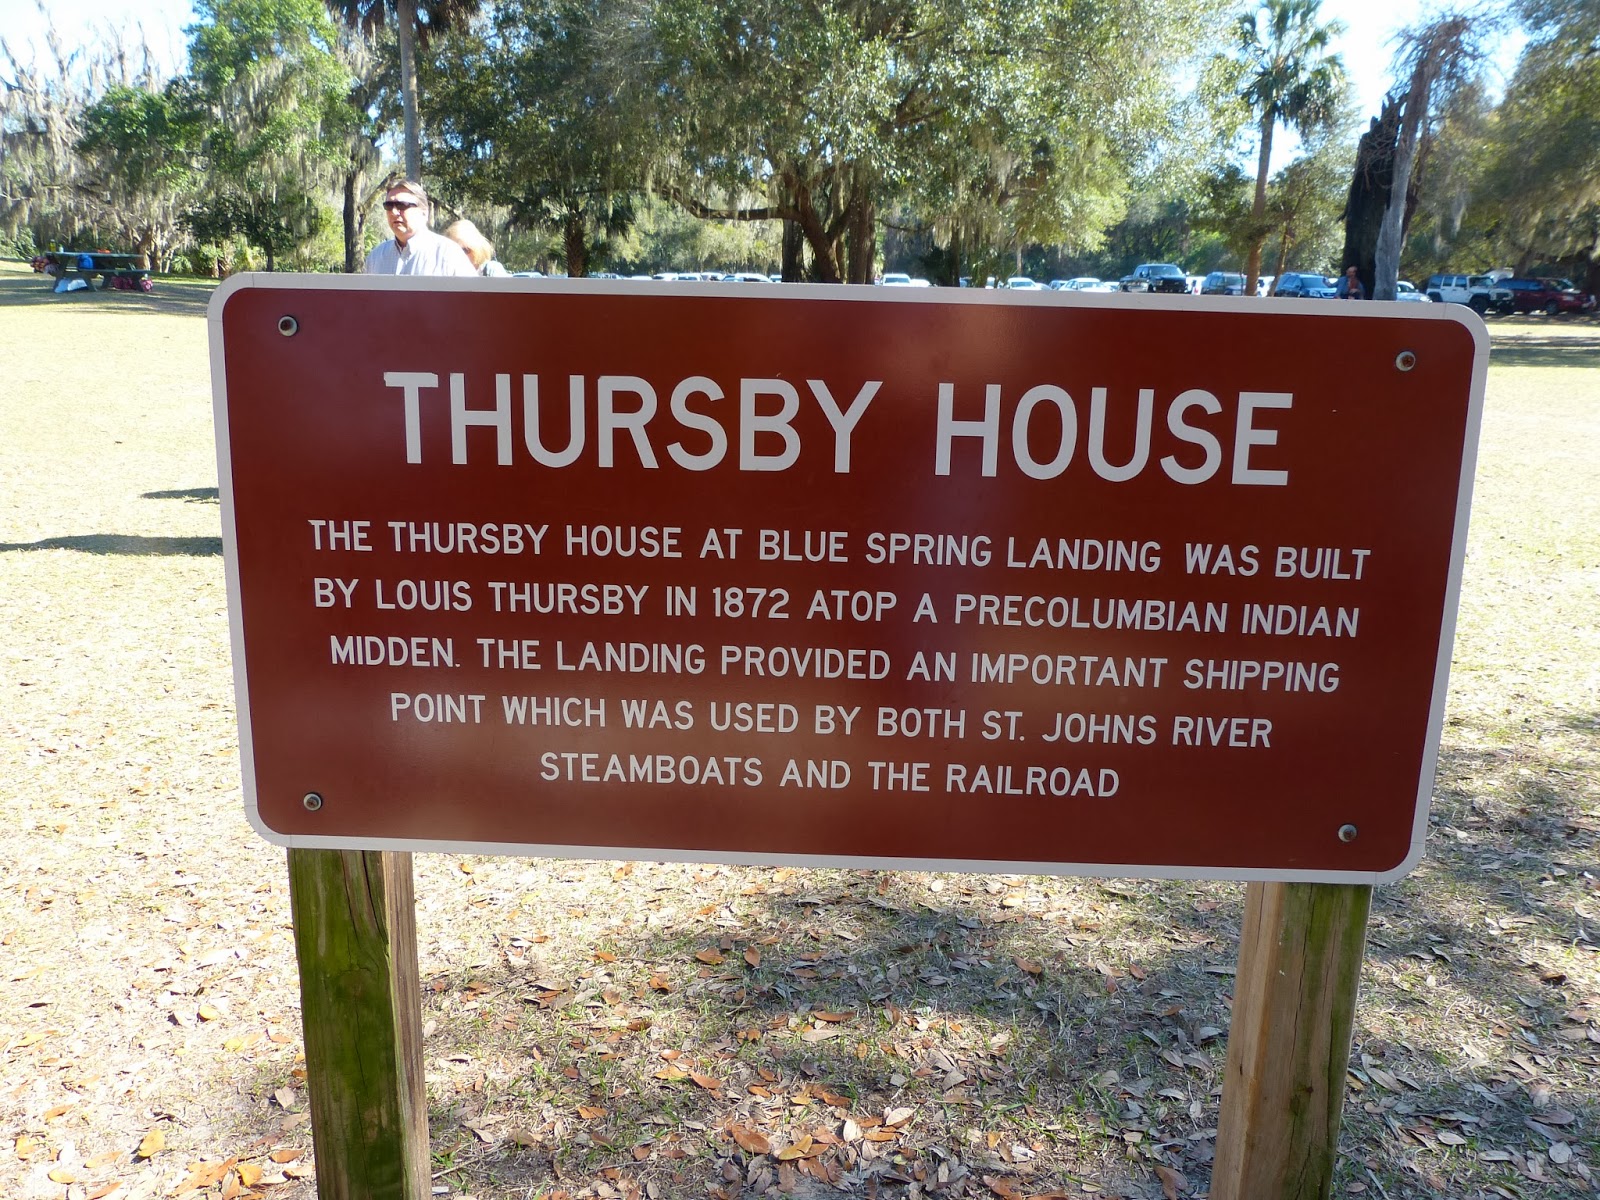 THURSBY HOUSE
THE THURSBY HOUSE AT BLUE SPRING LANDING WAS BUILT
BY LOUIS THURSBY IN 1872 ATOP A PRECOLUMBIAN INDIAN
MIDDEN. THE LANDING PROVIDED AN IMPORTANT SHIPPING
POINT WHICH WAS USED BY BOTH ST. JOHNS RIVER
STEAMBOATS AND THE RAILROAD